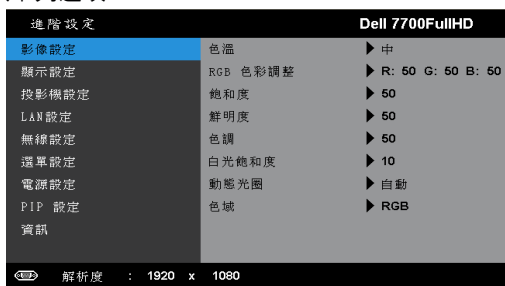 進階設定 Dell 7700FullHD
影像設定 色溫 中
顯示設定 RGB 色彩調整 R: 50 G: 50 B: 50
投影機設定 飽和度 50
LAN設定 鮮明度 50
無線設定 色調 50
選單設定 白光飽和度 10
電源設定 動態光圈 自動
PIP 設定 色域 RGB
資訊
解析度 : 1920 x 1080